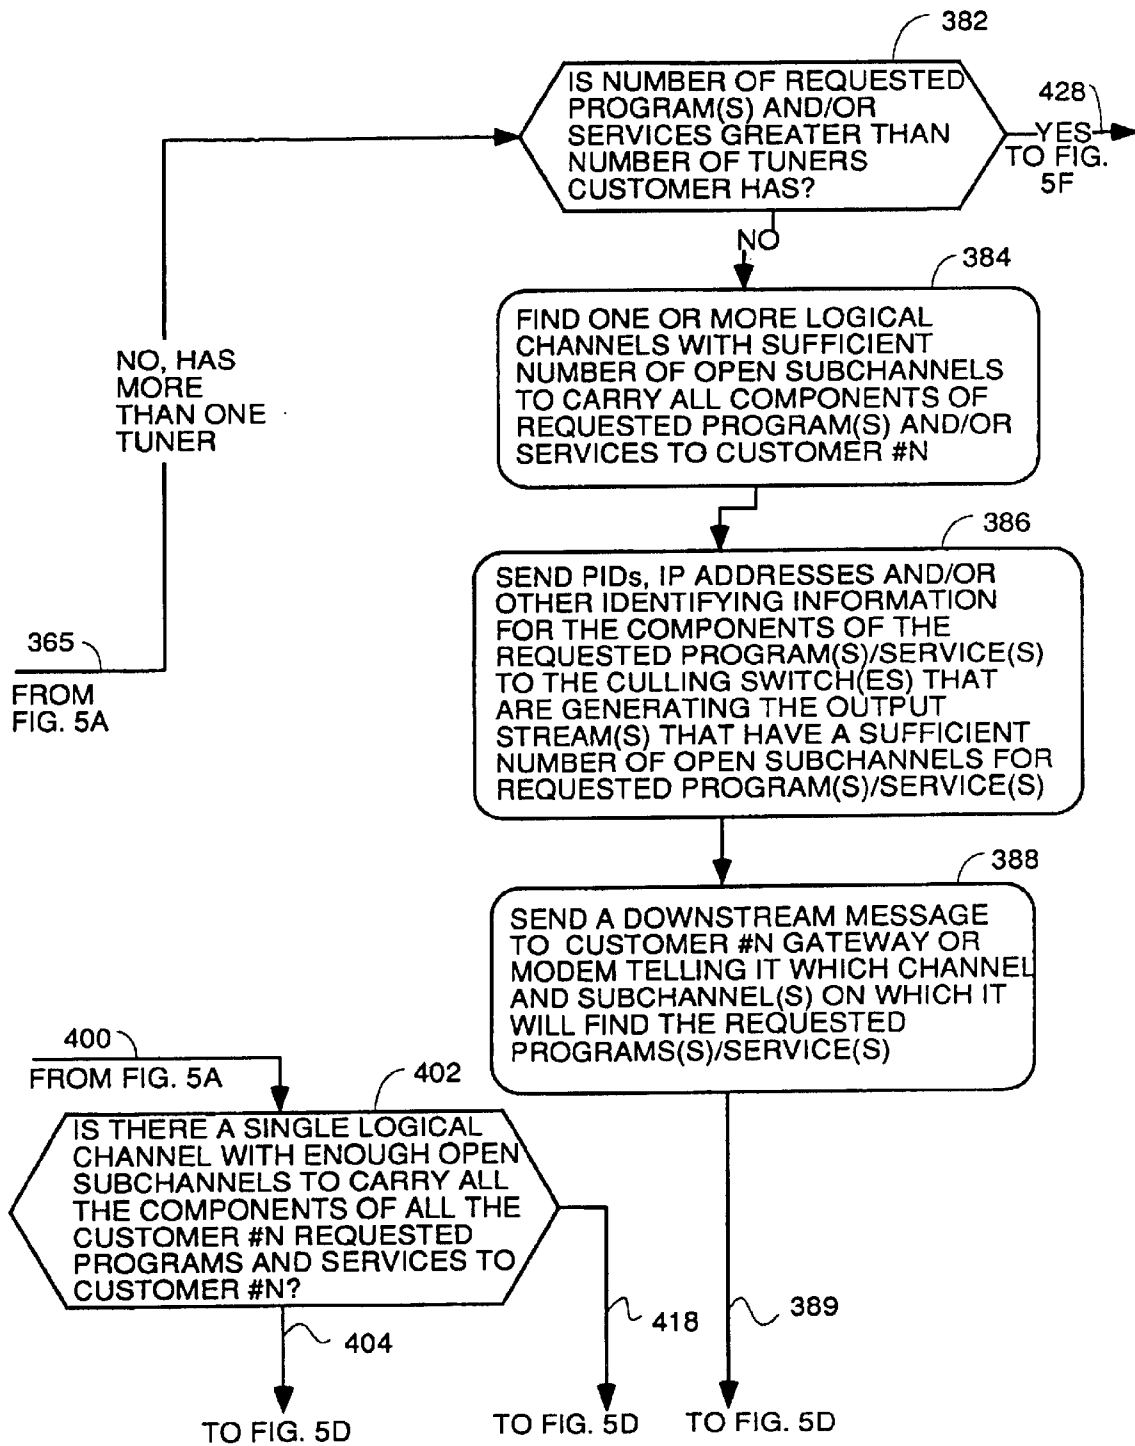 382
IS NUMBER OF REQUESTED
PROGRAM(S) AND/OR
SERVICES GREATER THAN
NUMBER OF TUNERS
CUSTOMER HAS?
428
YES
TO FIG.
5F
NO
384
FIND ONE OR MORE LOGICAL
CHANNELS WITH SUFFICIENT
NUMBER OF OPEN SUBCHANNELS
TO CARRY ALL COMPONENTS OF
REQUESTED PROGRAM(S) AND/OR
SERVICES TO CUSTOMER #N
NO, HAS
MORE
THAN ONE
TUNER
386
SEND PIDs, IP ADDRESSES AND/OR
OTHER IDENTIFYING INFORMATION
FOR THE COMPONENTS OF THE
REQUESTED PROGRAM(S)/SERVICE(S)
TO THE CULLING SWITCH(ES) THAT
ARE GENERATING THE OUTPUT
STREAM(S) THAT HAVE A SUFFICIENT
NUMBER OF OPEN SUBCHANNELS FOR
REQUESTED PROGRAM(S)/SERVICE(S)
365
FROM
FIG. 5A
388
SEND A DOWNSTREAM MESSAGE
TO CUSTOMER #N GATEWAY OR
MODEM TELLING IT WHICH CHANNEL
AND SUBCHANNEL(S) ON WHICH IT
WILL FIND THE REQUESTED
PROGRAMS(S)/SERVICE(S)
400
FROM FIG. 5A
402
IS THERE A SINGLE LOGICAL
CHANNEL WITH ENOUGH OPEN
SUBCHANNELS TO CARRY ALL
THE COMPONENTS OF ALL THE
CUSTOMER #N REQUESTED
PROGRAMS AND SERVICES TO
CUSTOMER #N?
404
418
389
TO FIG. 5D
TO FIG. 5D
TO FIG. 5D